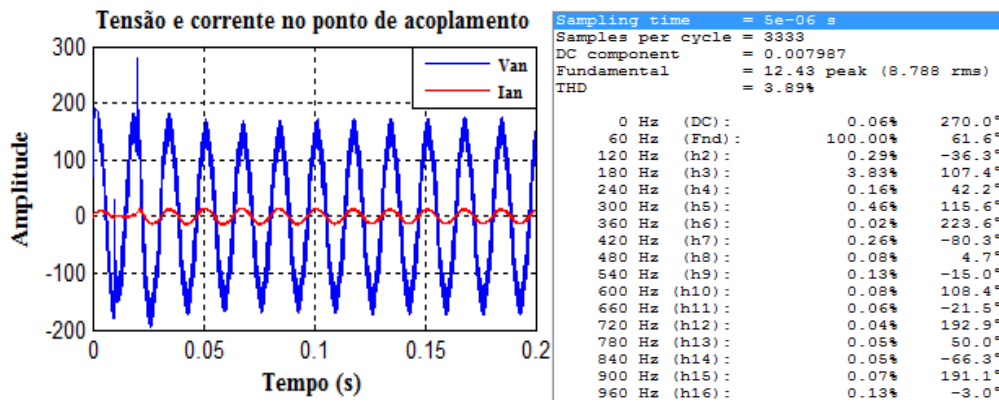 Tensão e corrente no ponto de acoplamento
300
200
100
0
-100
-200
Amplitude
Van
Ian
0
0.05
0.1
0.15
0.2
Tempo (s)
Sampling time = 5e-06 s
Samples per cycle = 3333
DC component = 0.007987
Fundamental = 12.43 peak (8.788 rms)
THD = 3.89%
0 Hz (DC): 0.06% 270.0°
60 Hz (Fnd): 100.00% 61.6°
120 Hz (h2): 0.29% -36.3°
180 Hz (h3): 3.83% 107.4°
240 Hz (h4): 0.16% 42.2°
300 Hz (h5): 0.46% 115.6°
360 Hz (h6): 0.02% 223.6°
420 Hz (h7): 0.26% -80.3°
480 Hz (h8): 0.08% 4.7°
540 Hz (h9): 0.13% -15.0°
600 Hz (h10): 0.08% 108.4°
660 Hz (h11): 0.06% -21.5°
720 Hz (h12): 0.04% 192.9°
780 Hz (h13): 0.05% 50.0°
840 Hz (h14): 0.05% -66.3°
900 Hz (h15): 0.07% 191.1°
960 Hz (h16): 0.13% -3.0°